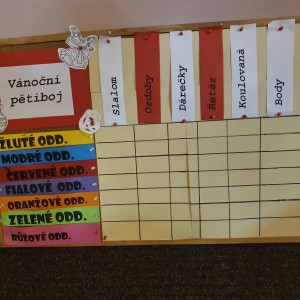 Vánoční
pětiboj
Slalom
Ozdoby
Dárečky
Řetěz
Koulovaná
Body
ŽLUTÉ ODD.
MODRÉ ODD.
ČERVENÉ ODD.
FIALOVÉ ODD.
ORANŽOVÉ ODD.
ZELENÉ ODD.
RŮŽOVÉ ODD.